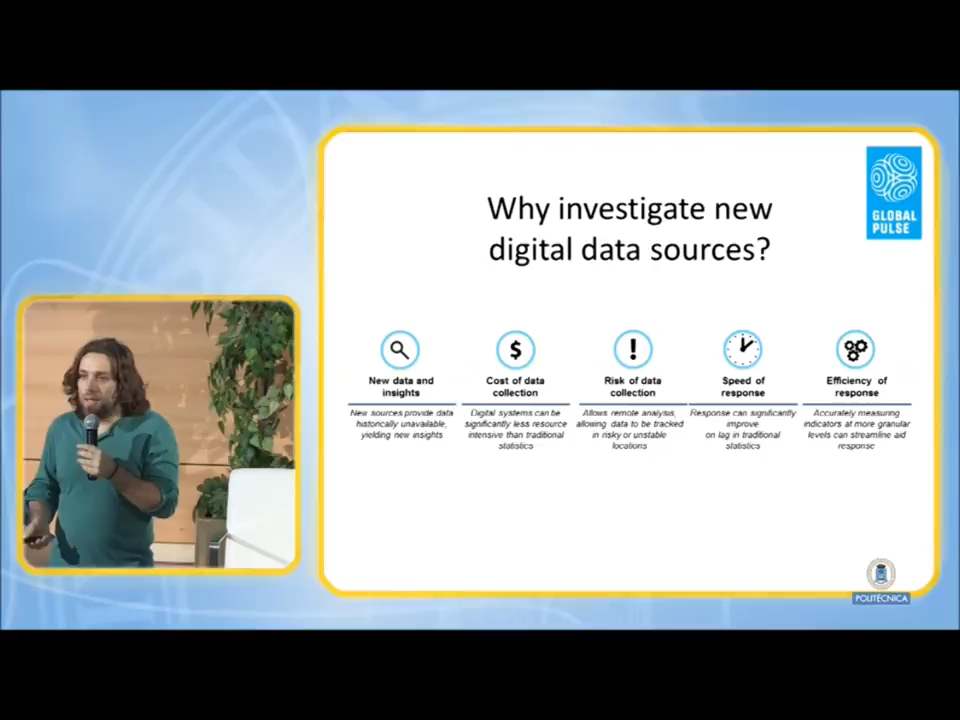 Why investigate new
digital data sources?
GLOBAL
PULSE
$
!
New data and
insights
New sources provide data
historically unavailable,
yielding new insights
Cost of data
collection
Digital systems can be
significantly less resource
intensive than traditional
statistics
Risk of data
collection
Allows remote analysis,
allowing data to be tracked
in risky or unstable
locations
Speed of
response
Response can significantly
improve
on lag in traditional
statistics
Efficiency of
response
Accurately measuring
indicators at more granular
levels can streamline aid
response
POLITÉCNICA